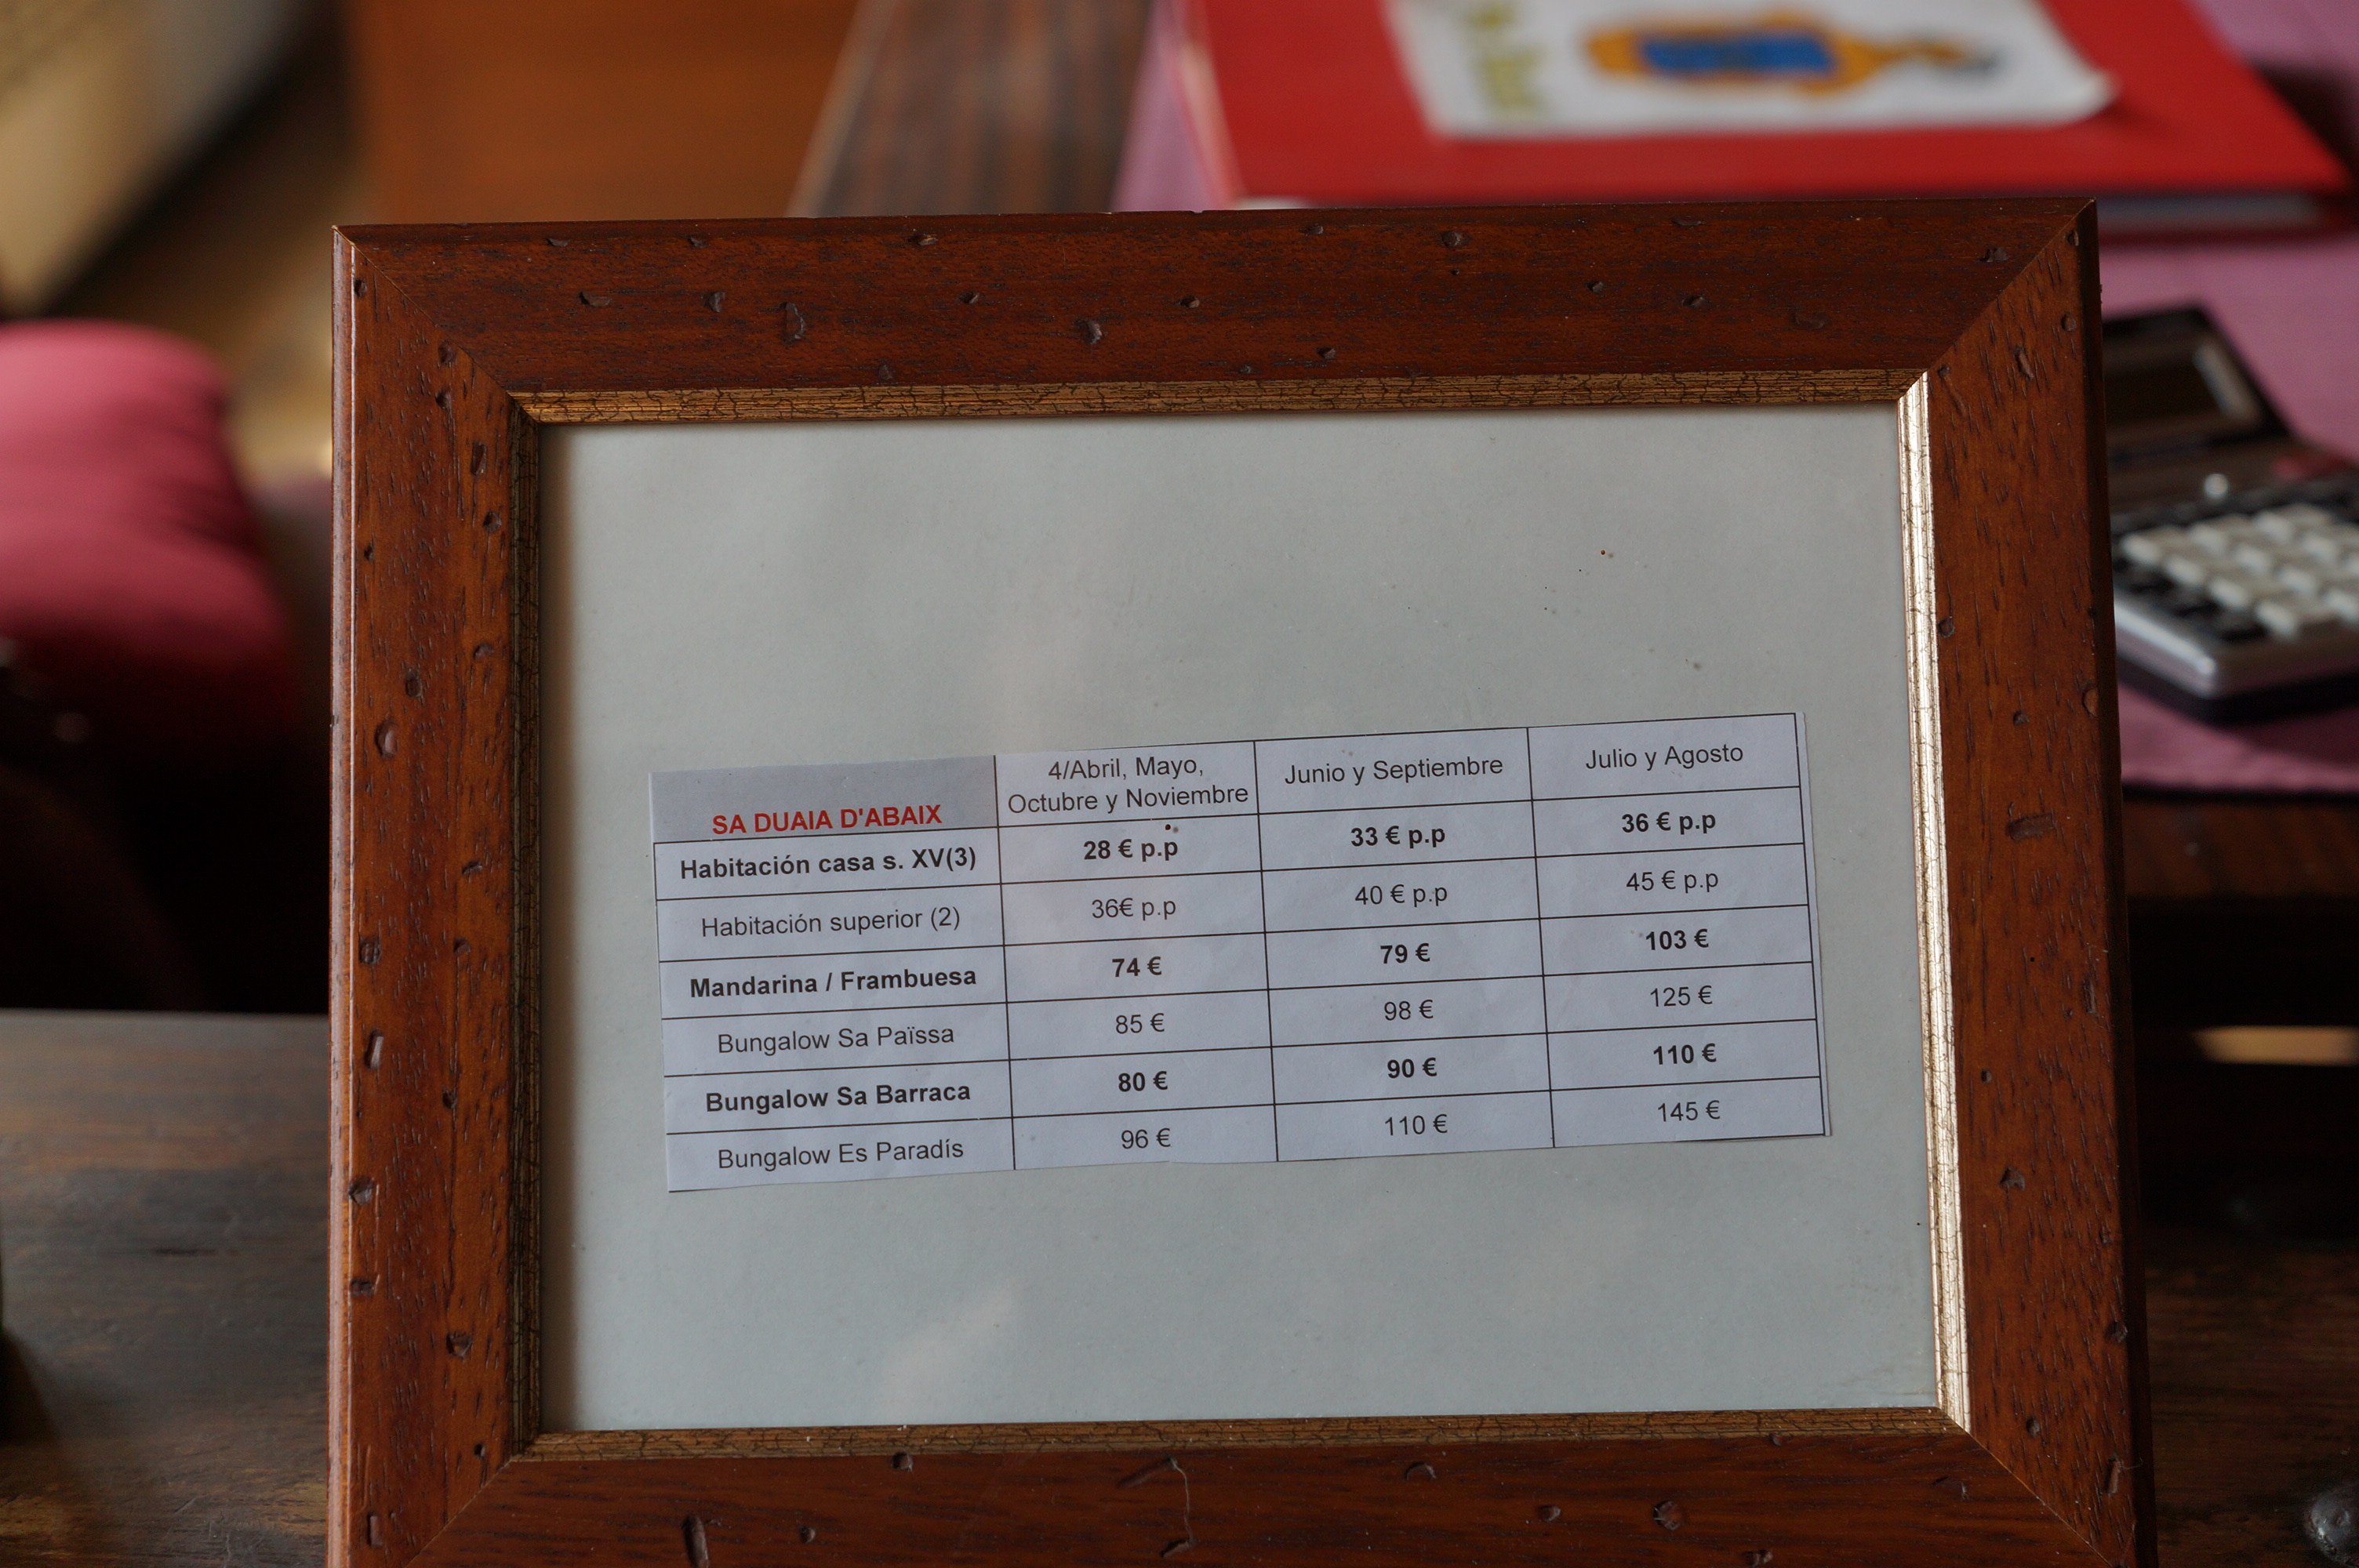 4/Abril, Mayo, Octubre y Noviembre Junio y Septiembre Julio y Agosto
SA DUAIA D'ABAIX
Habitación casa s. XV(3) 28 € p.p 33 € p.p 36 € p.p
Habitación superior (2) 36€ p.p 40 € p.p 45 € p.p
Mandarina / Frambuesa 74 € 79 € 103 €
Bungalow Sa Païssa 85 € 98 € 125 €
Bungalow Sa Barraca 80 € 90 € 110 €
Bungalow Es Paradís 96 € 110 € 145 €